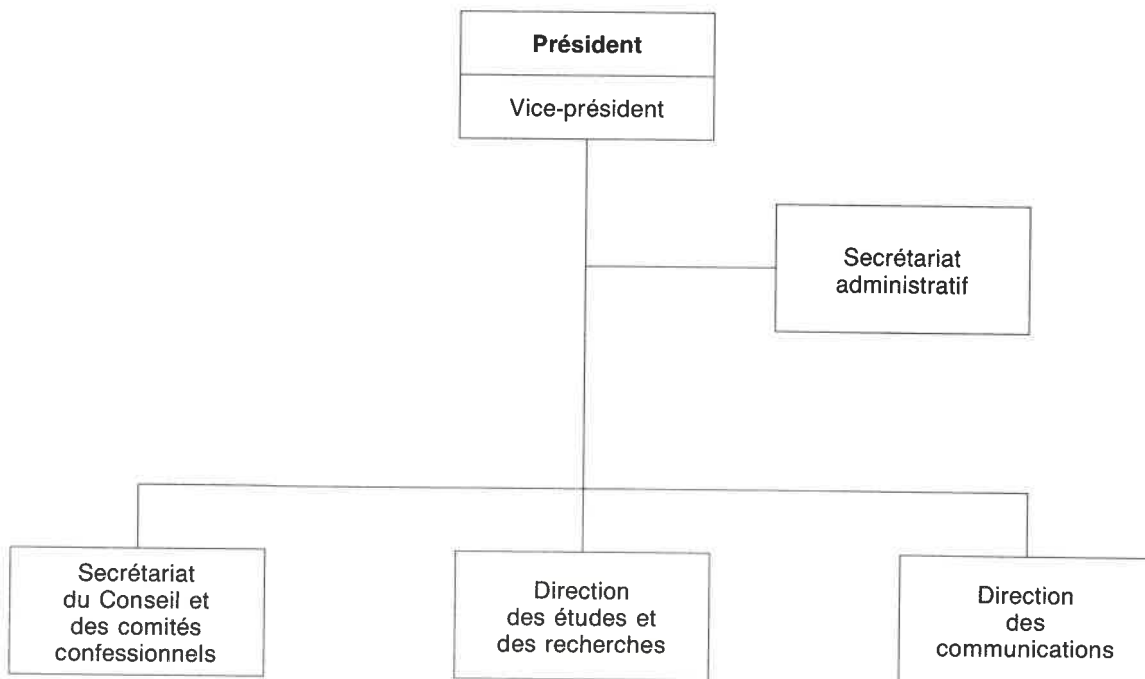 Président
Vice-président
Secrétariat
administratif
Secrétariat
du Conseil et
des comités
confessionnels
Direction
des études et
des recherches
Direction
des
communications